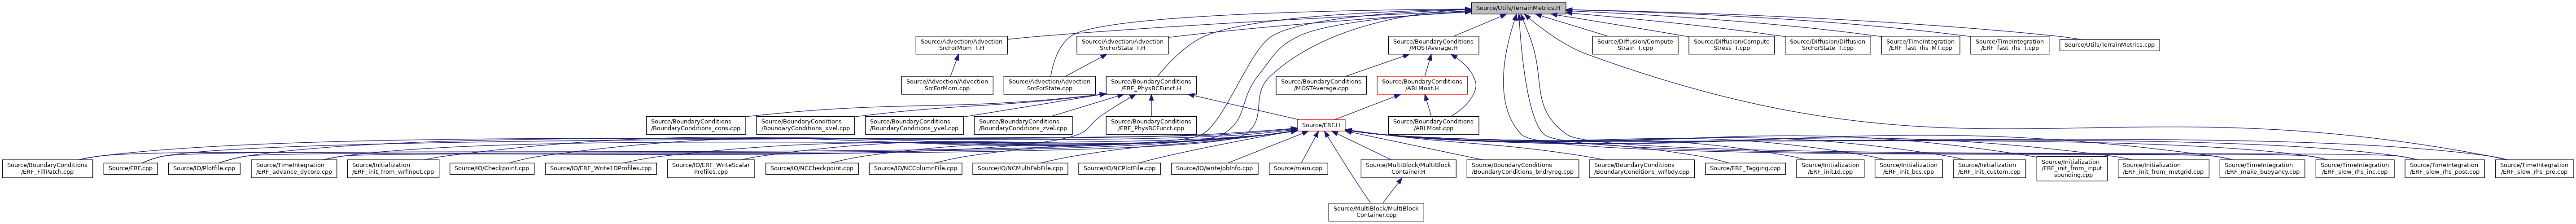 Source/Utils/TerrainMetrics.H
Source/Advection/Advection
SrcForMom_T.H
Source/Advection/Advection
SrcForState_T.H
Source/BoundaryConditions
/MOSTAverage.H
Source/Diffusion/Compute
Strain_T.cpp
Source/Diffusion/Compute
Stress_T.cpp
Source/Diffusion/Diffusion
SrcForState_T.cpp
Source/TimeIntegration
/ERF_fast_rhs_MT.cpp
Source/TimeIntegration
/ERF_fast_rhs_T.cpp
Source/Utils/TerrainMetrics.cpp
Source/Advection/Advection
SrcForMom.cpp
Source/Advection/Advection
SrcForState.cpp
Source/BoundaryConditions
/ERF_PhysBCFunct.H
Source/BoundaryConditions
/MOSTAverage.cpp
Source/BoundaryConditions
/ABLMost.H
Source/BoundaryConditions
/BoundaryConditions_cons.cpp
Source/BoundaryConditions
/BoundaryConditions_xvel.cpp
Source/BoundaryConditions
/BoundaryConditions_yvel.cpp
Source/BoundaryConditions
/BoundaryConditions_zvel.cpp
Source/BoundaryConditions
/ERF_PhysBCFunct.cpp
Source/ERF.H
Source/BoundaryConditions
/ABLMost.cpp
Source/BoundaryConditions
/ERF_FillPatch.cpp
Source/ERF.cpp
Source/IO/Plotfile.cpp
Source/TimeIntegration
/ERF_advance_dycore.cpp
Source/Initialization
/ERF_init_from_wrfinput.cpp
Source/IO/Checkpoint.cpp
Source/IO/ERF_Write1DProfiles.cpp
Source/IO/ERF_WriteScalar
Profiles.cpp
Source/IO/NCCheckpoint.cpp
Source/IO/NCColumnFile.cpp
Source/IO/NCMultiFabFile.cpp
Source/IO/NCPlotFile.cpp
Source/IO/writeJobInfo.cpp
Source/main.cpp
Source/MultiBlock/MultiBlock
Container.H
Source/BoundaryConditions
/BoundaryConditions_bndryreg.cpp
Source/BoundaryConditions
/BoundaryConditions_wrfbdy.cpp
Source/ERF_Tagging.cpp
Source/Initialization
/ERF_init1d.cpp
Source/Initialization
/ERF_init_bcs.cpp
Source/Initialization
/ERF_init_custom.cpp
Source/Initialization
/ERF_init_from_input
_sounding.cpp
Source/Initialization
/ERF_init_from_metgrid.cpp
Source/TimeIntegration
/ERF_make_buoyancy.cpp
Source/TimeIntegration
/ERF_slow_rhs_inc.cpp
Source/TimeIntegration
/ERF_slow_rhs_post.cpp
Source/TimeIntegration
/ERF_slow_rhs_pre.cpp
Source/MultiBlock/MultiBlock
Container.cpp